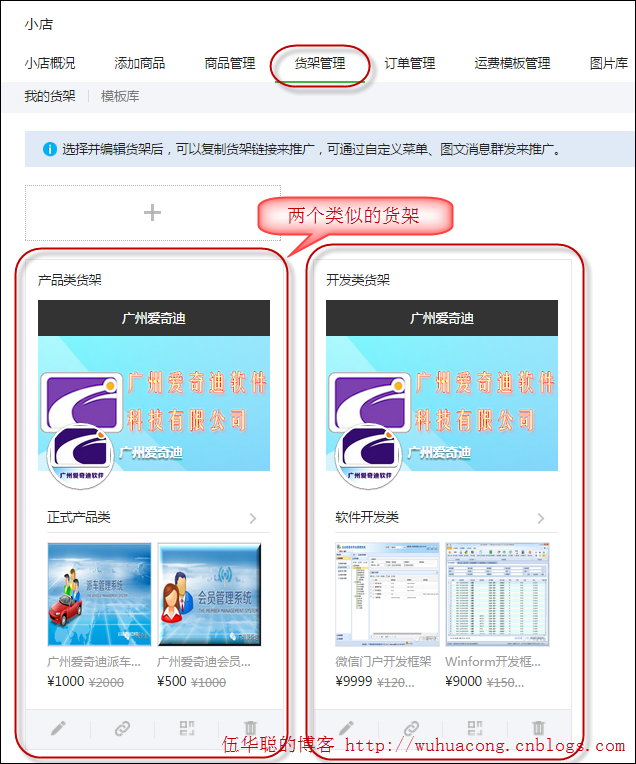 小店
小店概况 添加商品 商品管理 货架管理 订单管理 运费模板管理 图片库
我的货架 模板库
选择并编辑货架后，可以复制货架链接来推广，可通过自定义菜单、图文消息群发来推广。
两个类似的货架
产品类货架
广州爱奇迪
广州爱奇迪软件
科技有限公司
广州爱奇迪
广州爱奇迪软件
正式产品类
派车管理系统
会员管理系统
THE MEMBER MANAGEMENT SYSTEM
广州爱奇迪派车... 广州爱奇迪会员...
¥1000 ¥2000 ¥500 ¥1000
开发类货架
广州爱奇迪
广州爱奇迪软件
科技有限公司
广州爱奇迪
广州爱奇迪软件
软件开发类
微信门户开发框架 Winform开发框...
¥9999 ¥120... ¥9000 ¥150...
伍华聪的博客 http://wuhuacong.cnblogs.com